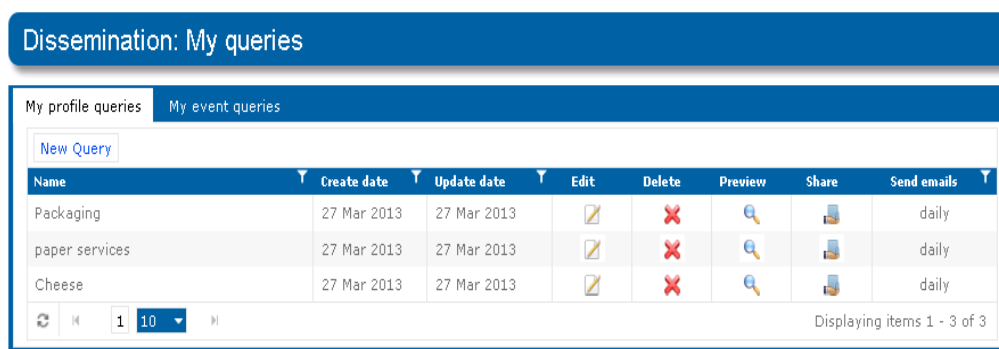 Dissemination: My queries
My profile queries My event queries
New Query
Name Create date Update date Edit Delete Preview Share Send emails
Packaging 27 Mar 2013 27 Mar 2013 daily
paper services 27 Mar 2013 27 Mar 2013 daily
Cheese 27 Mar 2013 27 Mar 2013 daily
1 10 Displaying items 1 - 3 of 3